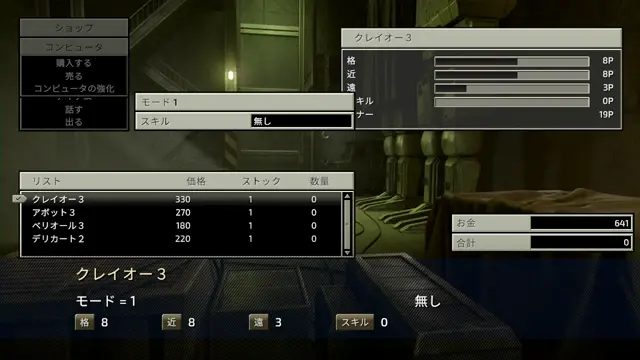 ショップ
コンピュータ
購入する
売る
コンピュータの強化
話す
出る
モード 1
スキル 無し
クレイオー 3
格 8P
近 8P
遠 3P
キル 0P
ナー 19P
リスト 価格 ストック 数量
クレイオー 3 330 1 0
アボット 3 270 1 0
ベリオール 3 180 1 0
デリカート 2 220 1 0
お金 641
合計 0
クレイオー 3
モード = 1 無し
格 8 近 8 遠 3 スキル 0